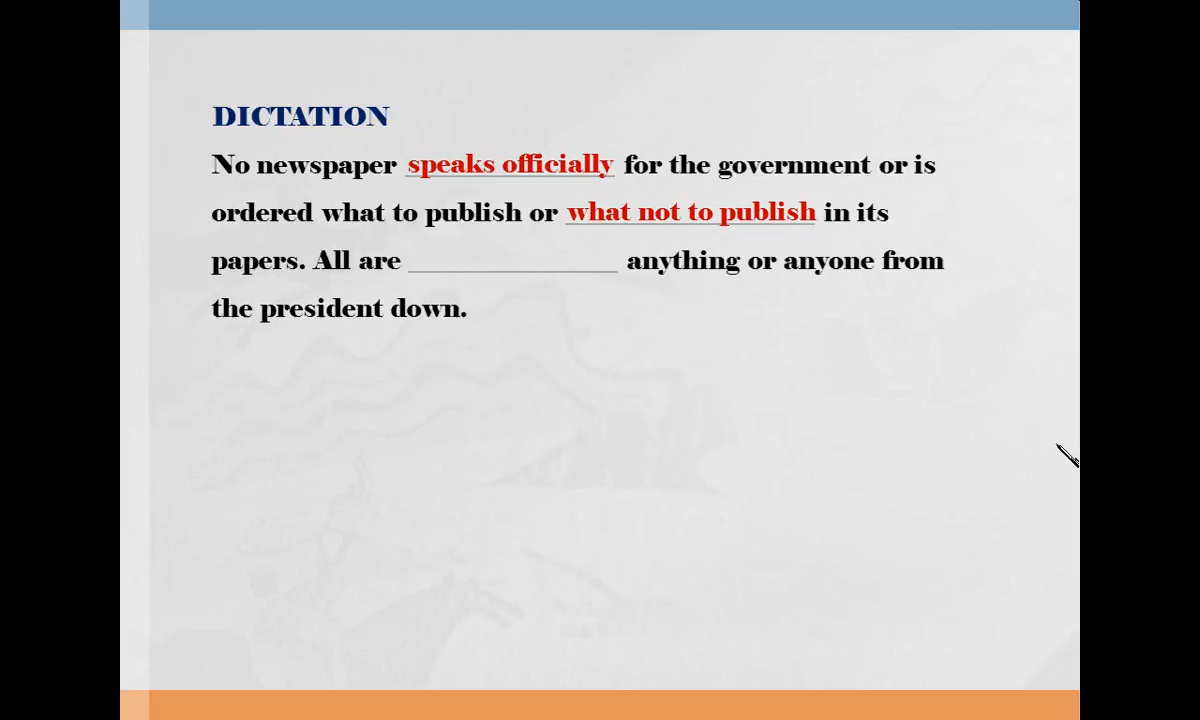 DICTATION
No newspaper speaks officially for the government or is
ordered what to publish or what not to publish in its
papers. All are ______________ anything or anyone from
the president down.